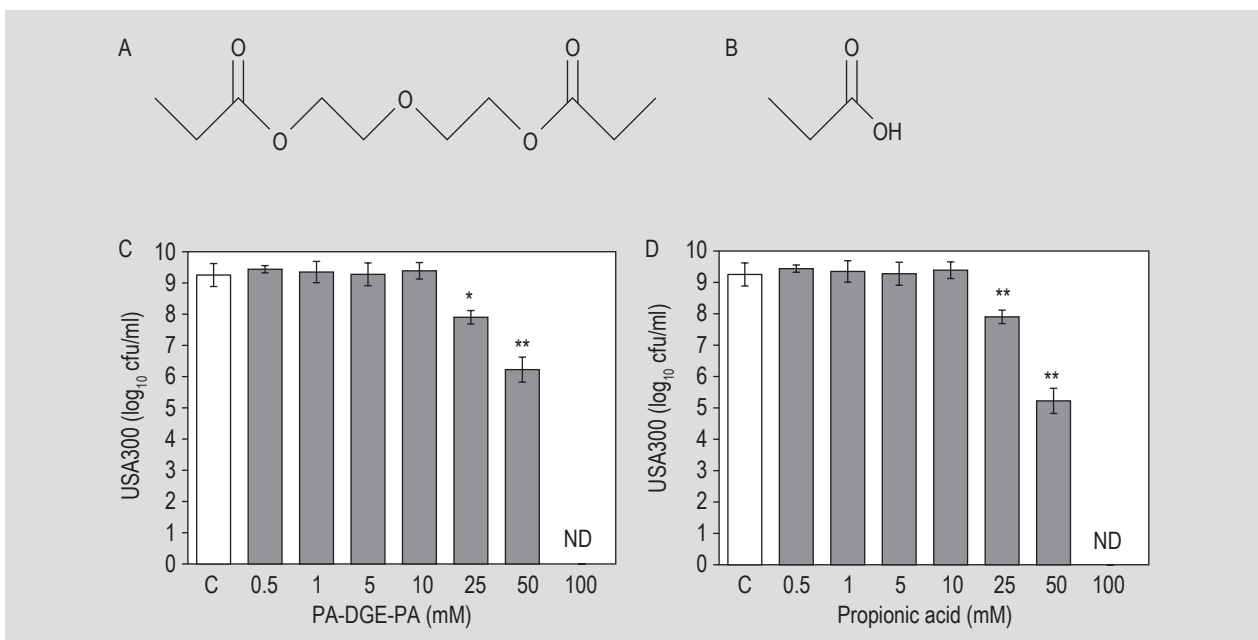 A
O
O
O
O
O
B
O
OH
C
USA300 (log10 cfu/ml)
10
9
8
7
6
5
4
3
2
1
0
*
**
ND
C 0.5 1 5 10 25 50 100
PA-DGE-PA (mM)
D
USA300 (log10 cfu/ml)
10
9
8
7
6
5
4
3
2
1
0
**
**
ND
C 0.5 1 5 10 25 50 100
Propionic acid (mM)